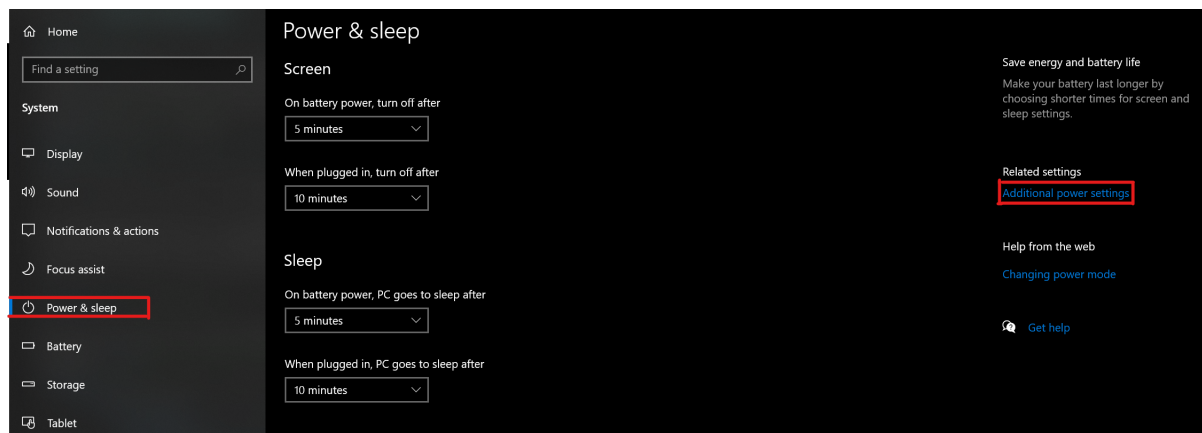 Home
Find a setting
System
Display
Sound
Notifications & actions
Focus assist
Power & sleep
Battery
Storage
Tablet
Power & sleep
Screen
On battery power, turn off after
5 minutes
When plugged in, turn off after
10 minutes
Sleep
On battery power, PC goes to sleep after
5 minutes
When plugged in, PC goes to sleep after
10 minutes
Save energy and battery life
Make your battery last longer by
choosing shorter times for screen and
sleep settings.
Related settings
Additional power settings
Help from the web
Changing power mode
Get help